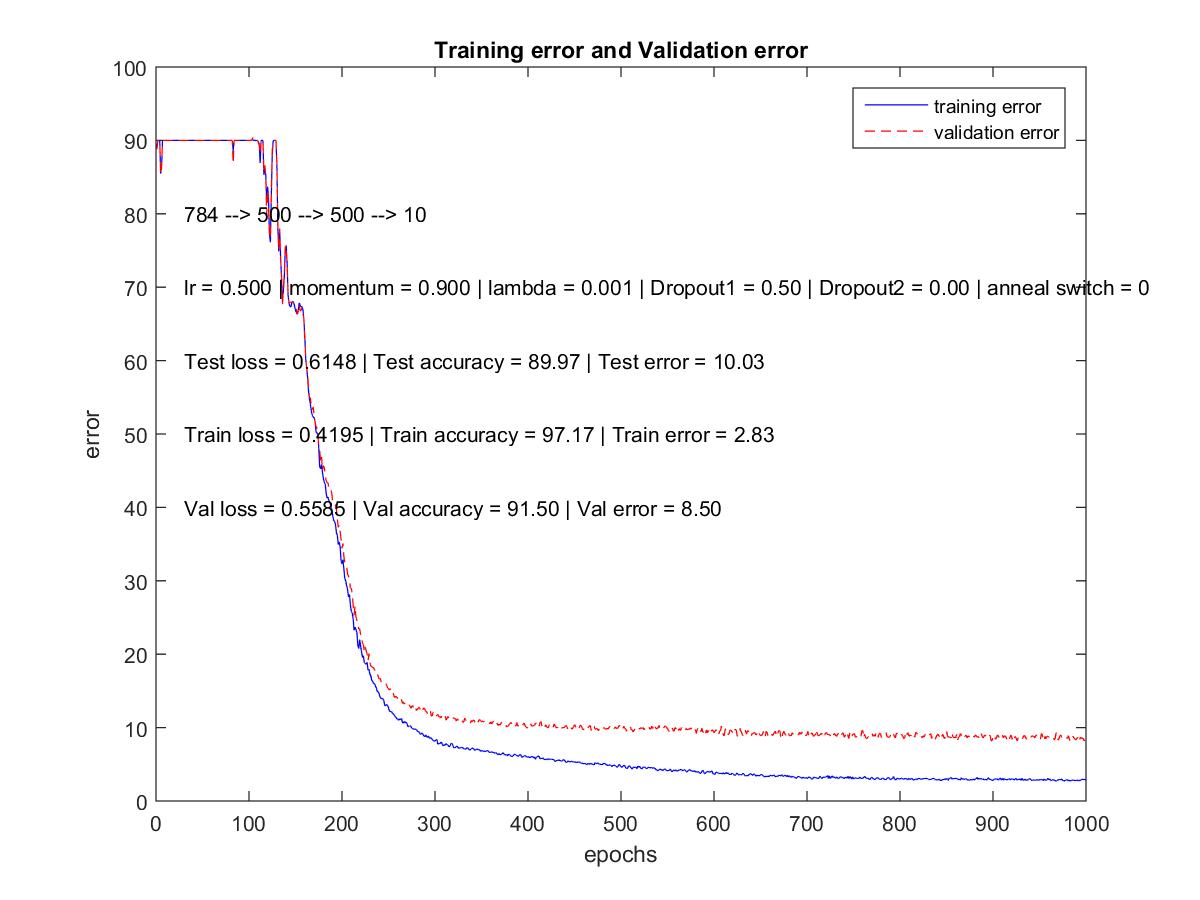 Training error and Validation error
100
training error
validation error
90
80
784 --> 500 --> 500 --> 10
70
lr = 0.500 | momentum = 0.900 | lambda = 0.001 | Dropout1 = 0.50 | Dropout2 = 0.00 | anneal switch = 0
60
Test loss = 0.6148 | Test accuracy = 89.97 | Test error = 10.03
50
Train loss = 0.4195 | Train accuracy = 97.17 | Train error = 2.83
error
40
Val loss = 0.5585 | Val accuracy = 91.50 | Val error = 8.50
30
20
10
0
0 100 200 300 400 500 600 700 800 900 1000
epochs